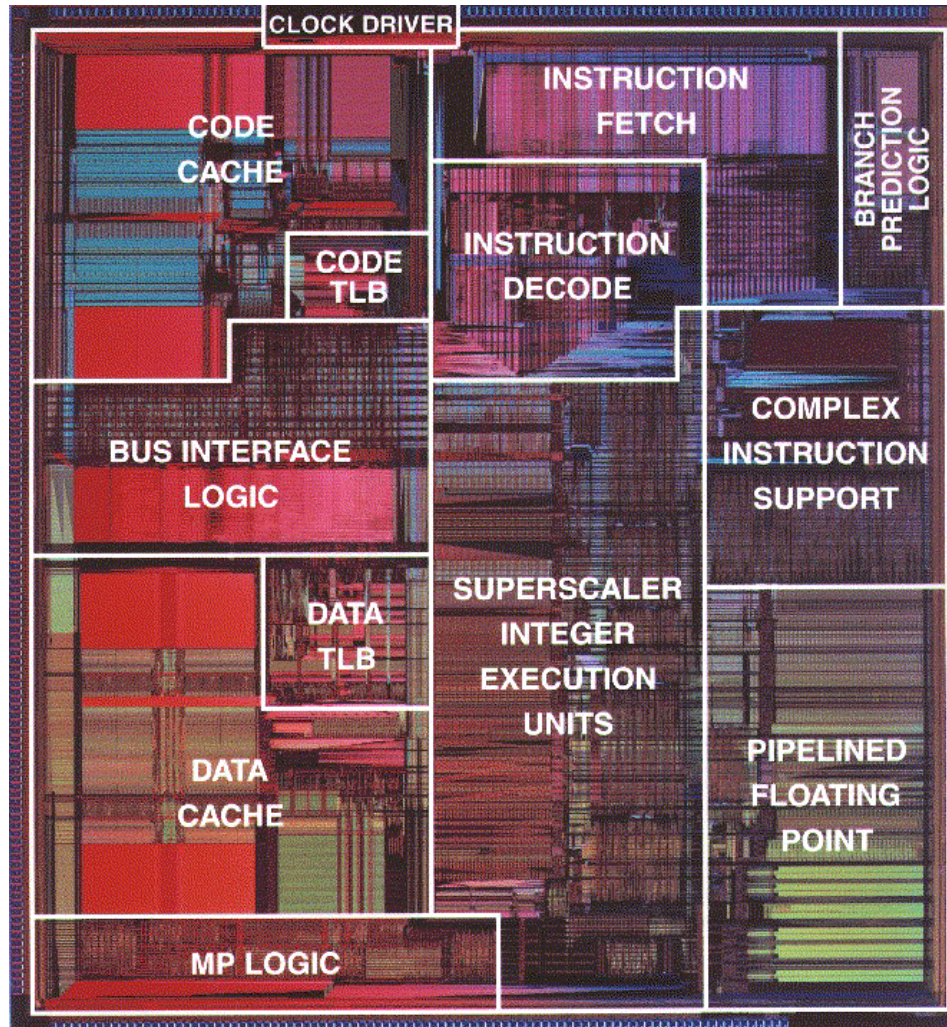 CLOCK DRIVER
CODE
CACHE
INSTRUCTION
FETCH
BRANCH
PREDICTION
LOGIC
CODE
TLB
INSTRUCTION
DECODE
COMPLEX
INSTRUCTION
SUPPORT
BUS INTERFACE
LOGIC
DATA
TLB
SUPERSCALER
INTEGER
EXECUTION
UNITS
DATA
CACHE
PIPELINED
FLOATING
POINT
MP LOGIC